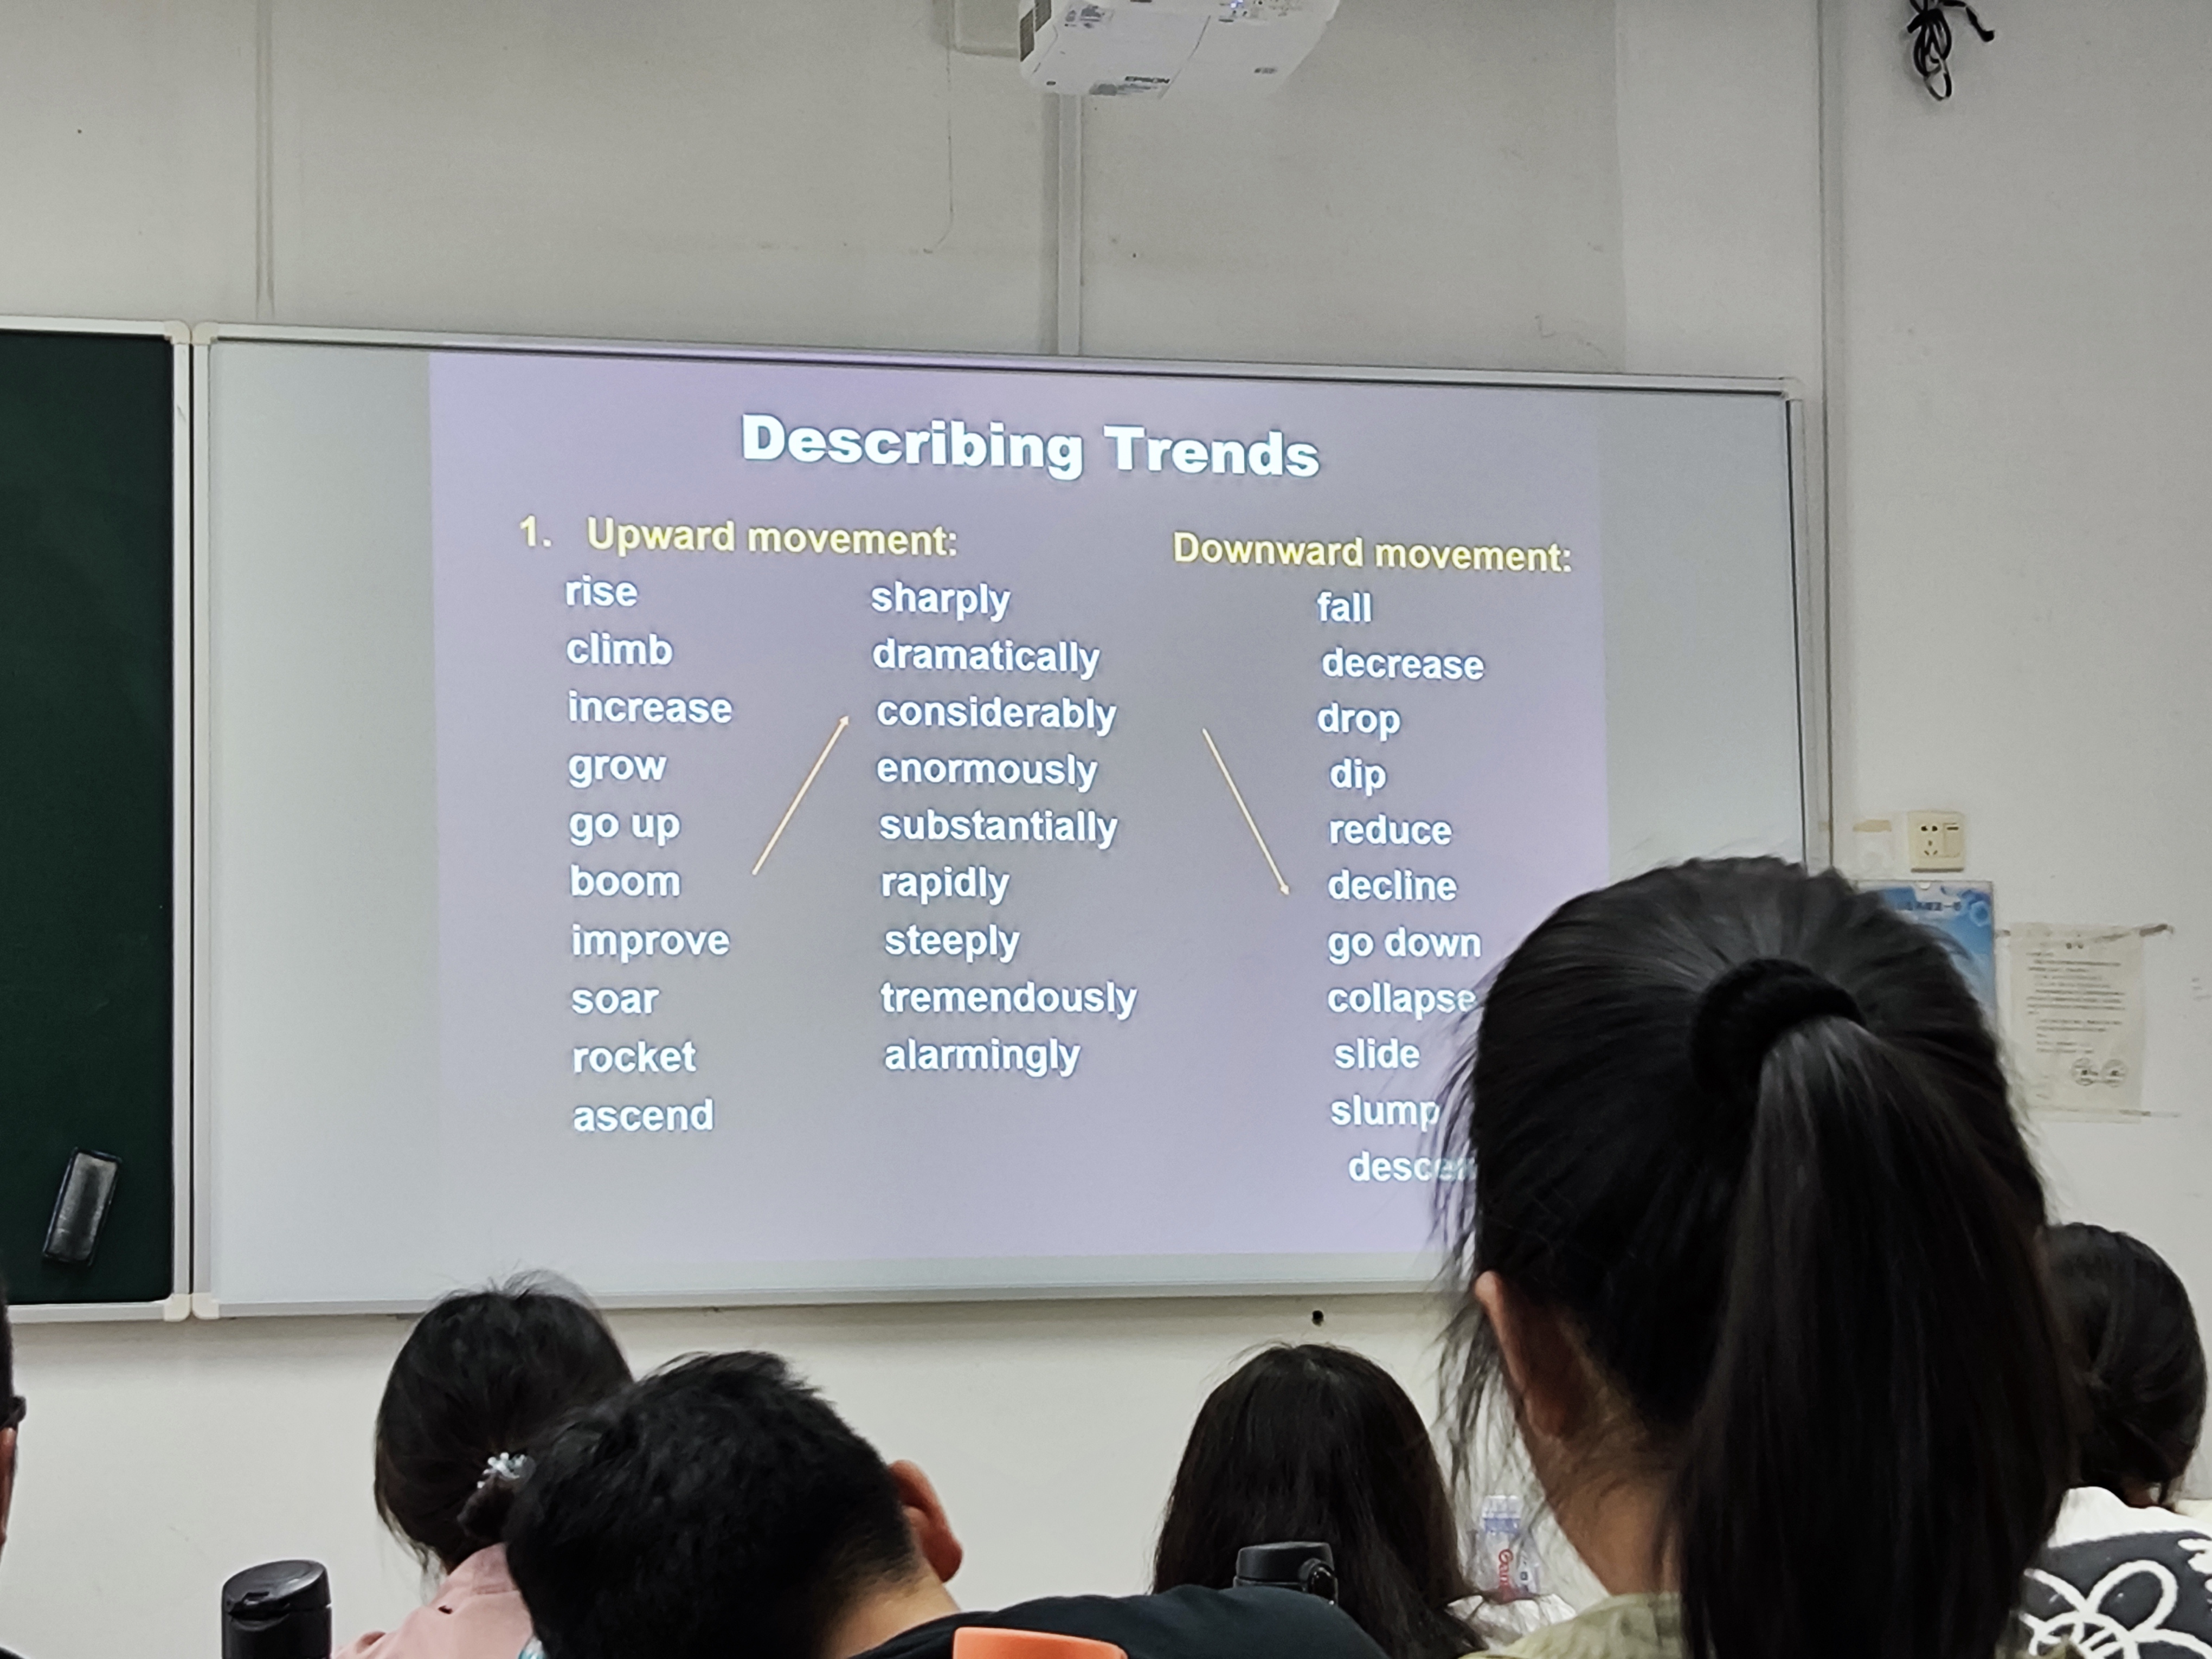 EPSON
Describing Trends
1. Upward movement:
rise
climb
increase
grow
go up
boom
improve
soar
rocket
ascend
sharply
dramatically
considerably
enormously
substantially
rapidly
steeply
tremendously
alarmingly
Downward movement:
fall
decrease
drop
dip
reduce
decline
go down
collapse
slide
slump